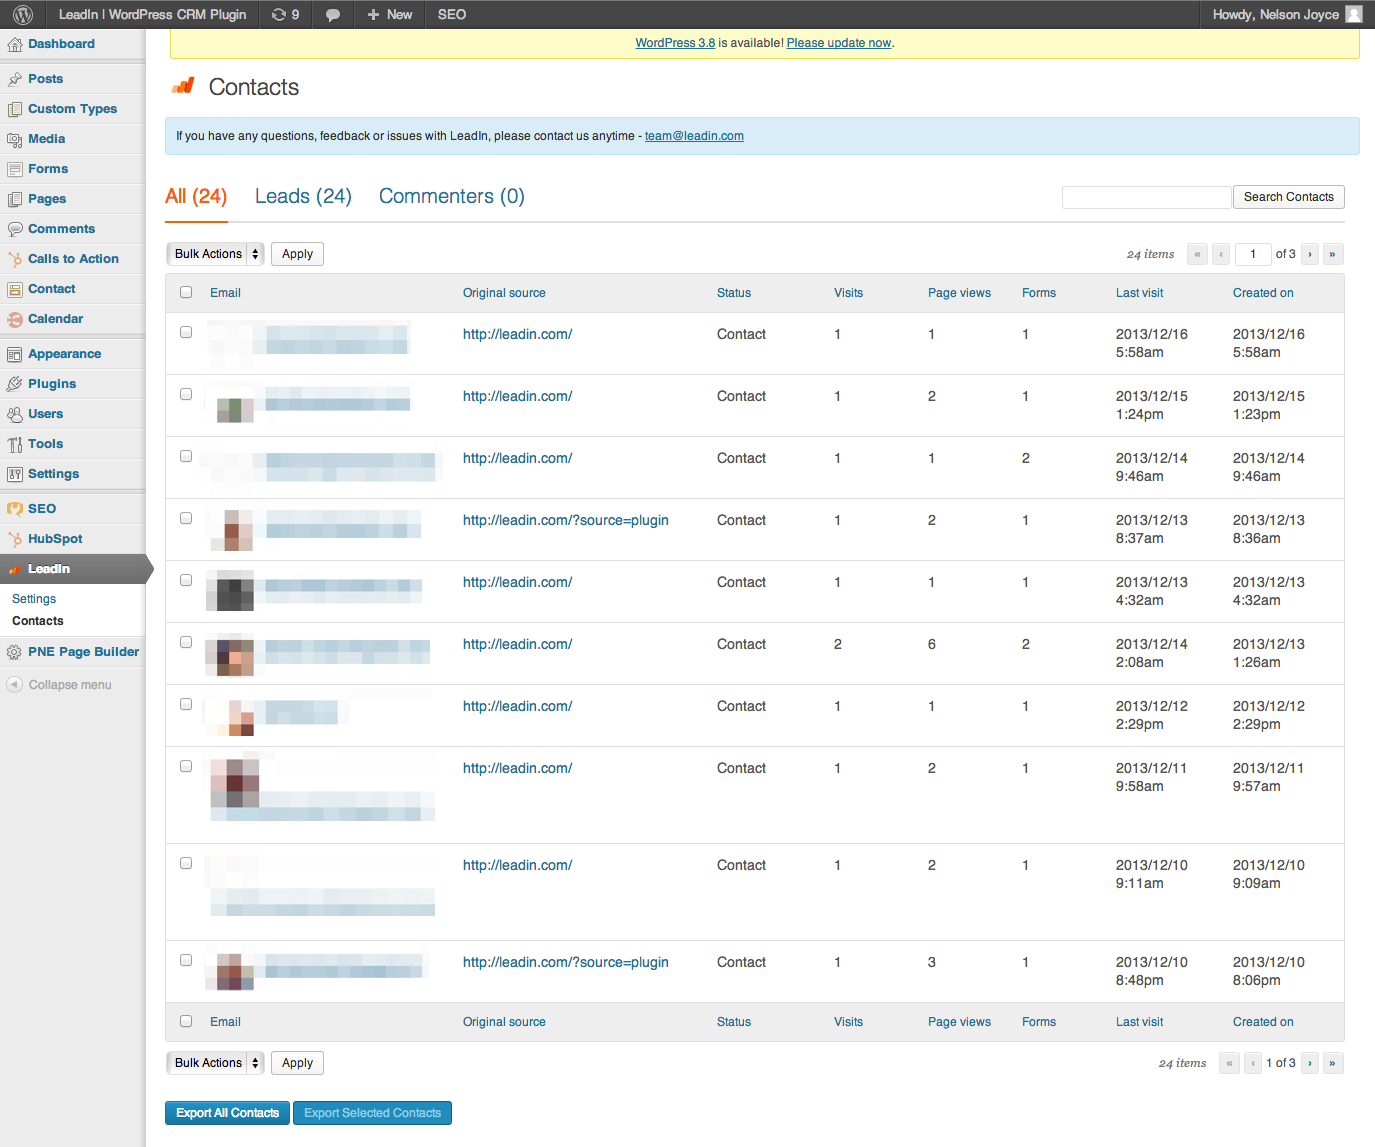 LeadIn | WordPress CRM Plugin 9 + New SEO Howdy, Nelson Joyce
Dashboard
Posts
Custom Types
Media
Forms
Pages
Comments
Calls to Action
Contact
Calendar
Appearance
Plugins
Users
Tools
Settings
SEO
HubSpot
LeadIn
Settings
Contacts
PNE Page Builder
Collapse menu
WordPress 3.8 is available! Please update now.
Contacts
If you have any questions, feedback or issues with LeadIn, please contact us anytime - team@leadin.com
All (24) Leads (24) Commenters (0) Search Contacts
Bulk Actions Apply 24 items « ‹ 1 of 3 › »
Email Original source Status Visits Page views Forms Last visit Created on
http://leadin.com/ Contact 1 1 1 2013/12/16 2013/12/16
5:58am 5:58am
http://leadin.com/ Contact 1 2 1 2013/12/15 2013/12/15
1:24pm 1:23pm
http://leadin.com/ Contact 1 1 2 2013/12/14 2013/12/14
9:46am 9:46am
http://leadin.com/?source=plugin Contact 1 2 1 2013/12/13 2013/12/13
8:37am 8:36am
http://leadin.com/ Contact 1 1 1 2013/12/13 2013/12/13
4:32am 4:32am
http://leadin.com/ Contact 2 6 2 2013/12/14 2013/12/13
2:08am 1:26am
http://leadin.com/ Contact 1 1 1 2013/12/12 2013/12/12
2:29pm 2:29pm
http://leadin.com/ Contact 1 2 1 2013/12/11 2013/12/11
9:58am 9:57am
http://leadin.com/ Contact 1 2 1 2013/12/10 2013/12/10
9:11am 9:09am
http://leadin.com/?source=plugin Contact 1 3 1 2013/12/10 2013/12/10
8:48pm 8:06pm
Email Original source Status Visits Page views Forms Last visit Created on
Bulk Actions Apply 24 items « ‹ 1 of 3 › »
Export All Contacts Export Selected Contacts